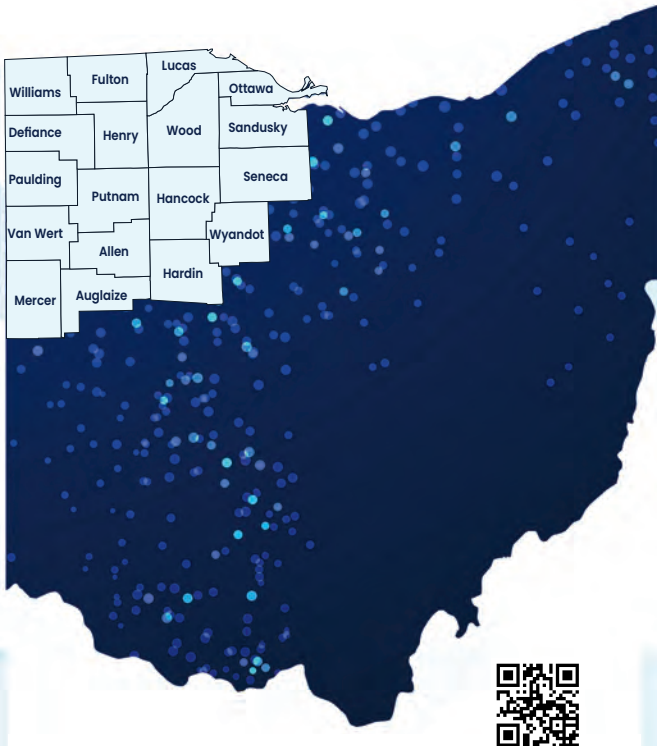 Williams
Fulton
Lucas
Ottawa
Defiance
Henry
Wood
Sandusky
Paulding
Putnam
Hancock
Seneca
Van Wert
Allen
Wyandot
Mercer
Auglaize
Hardin